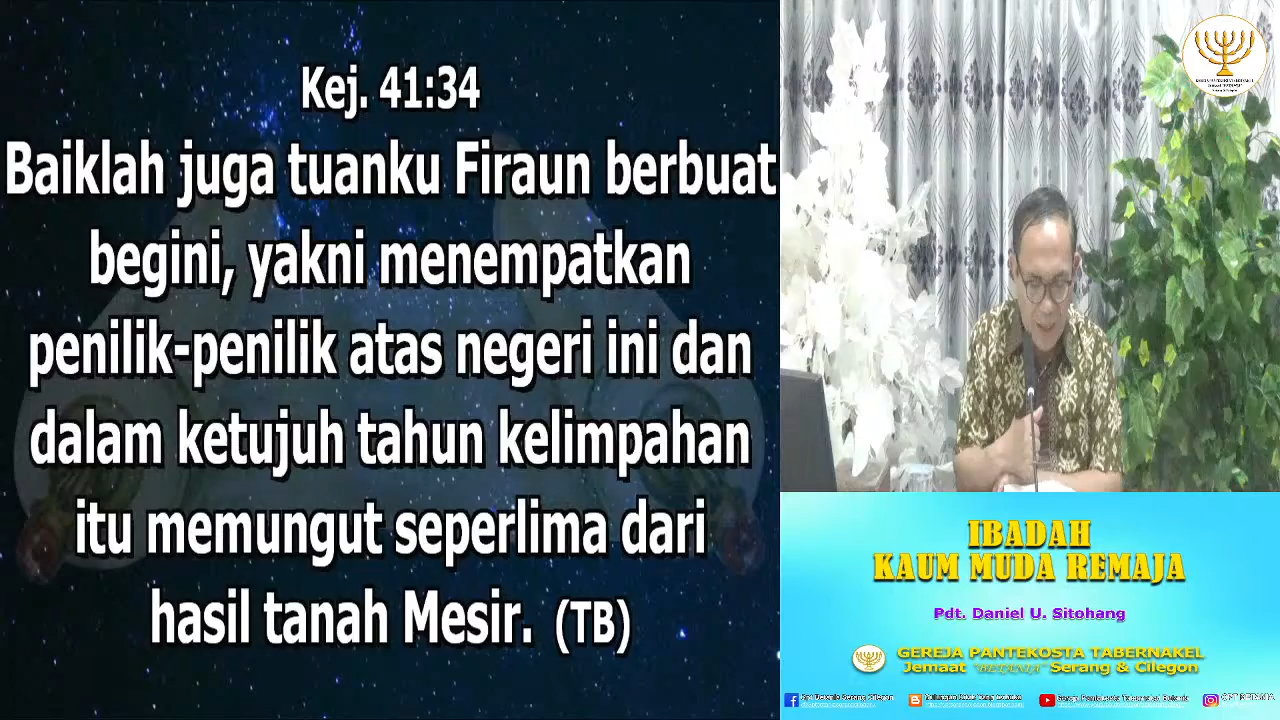 Kej. 41:34
Baiklah juga tuanku Firaun berbuat
begini, yakni menempatkan
penilik-penilik atas negeri ini dan
dalam ketujuh tahun kelimpahan
itu memungut seperlima dari
hasil tanah Mesir. (TB)
IBADAH
KAUM MUDA REMAJA
Pdt. Daniel U. Sitohang
GEREJA PANTEKOSTA TABERNAKEL
Jemaat "BETANIA" Serang & Cilegon